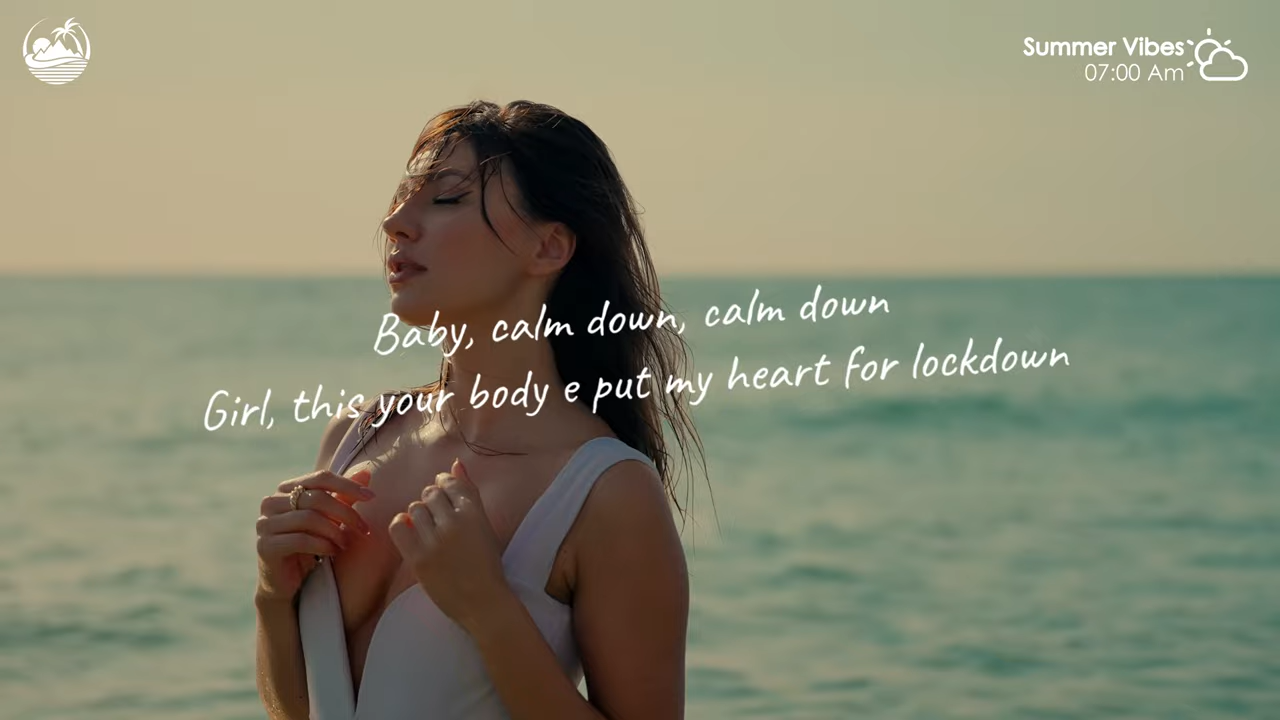 Summer Vibes
07:00 Am
Baby, calm down, calm down
Girl, this your body e put my heart for lockdown